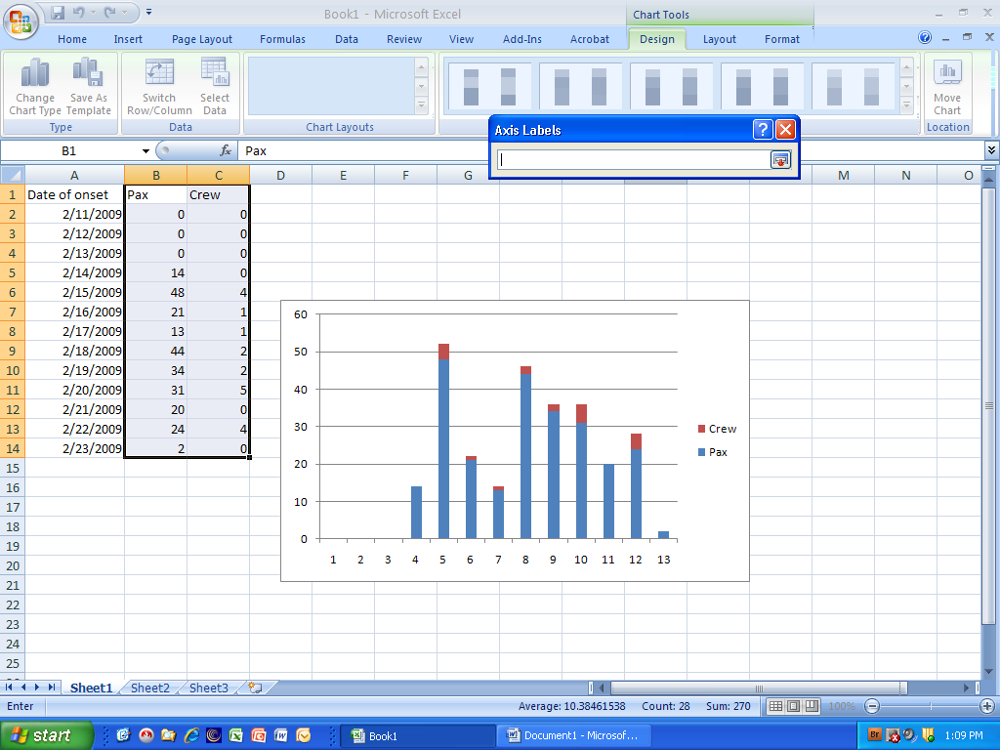 Book1 - Microsoft Excel
Chart Tools
Home Insert Page Layout Formulas Data Review View Add-Ins Acrobat Design Layout Format
Change Chart Type
Save As Template
Switch Row/Column
Select Data
Move Chart
Type Data Chart Layouts Location
Axis Labels
B1 fx Pax
A B C D E F G M N O
1 Date of onset Pax Crew
2 2/11/2009 0 0
3 2/12/2009 0 0
4 2/13/2009 0 0
5 2/14/2009 14 0
6 2/15/2009 48 4
7 2/16/2009 21 1
8 2/17/2009 13 1
9 2/18/2009 44 2
10 2/19/2009 34 2
11 2/20/2009 31 5
12 2/21/2009 20 0
13 2/22/2009 24 4
14 2/23/2009 2 0
15
16
17
18
19
20
21
22
23
24
25
60
50
40
30
20
10
0
1 2 3 4 5 6 7 8 9 10 11 12 13
Crew
Pax
Sheet1 Sheet2 Sheet3
Enter Average: 10.38461538 Count: 28 Sum: 270 100%
start Book1 Document1 - Microsof... Br 1:09 PM